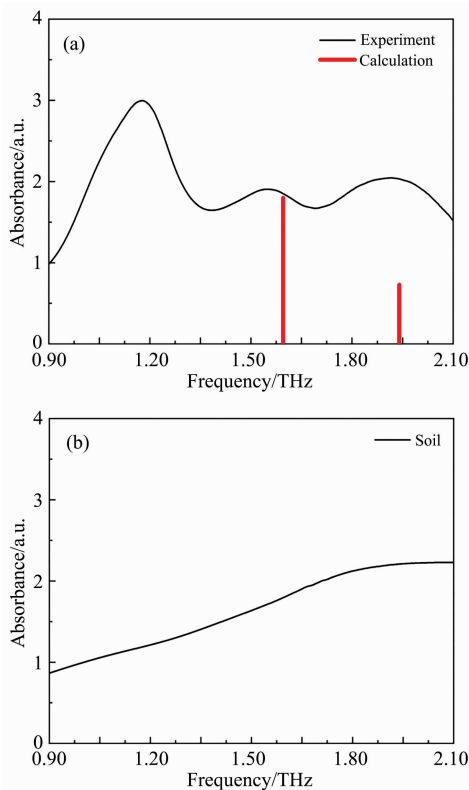 4
(a)
Experiment
Calculation
3
2
1
0
Absorbance/a.u.
0.90
1.20
1.50
1.80
2.10
Frequency/THz
4
(b)
Soil
3
2
1
0
Absorbance/a.u.
0.90
1.20
1.50
1.80
2.10
Frequency/THz